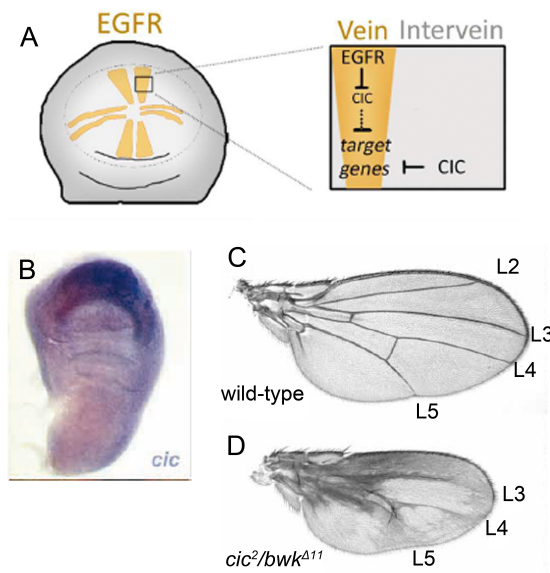 A
EGFR
Vein Intervein
EGFR
CIC
target
genes
CIC
B
cic
C
L2
L3
L4
L5
wild-type
D
L3
L4
L5
cic²/bwkᐃ¹¹